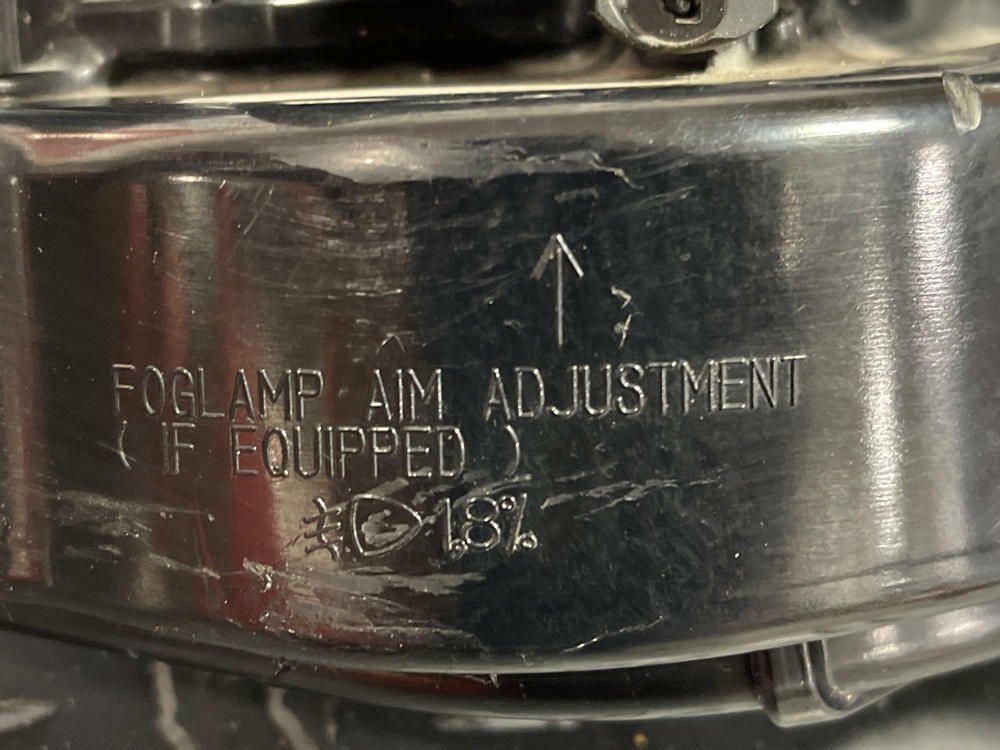 FOGLAMP AIM ADJUSTMENT
( IF EQUIPPED )
1.8%